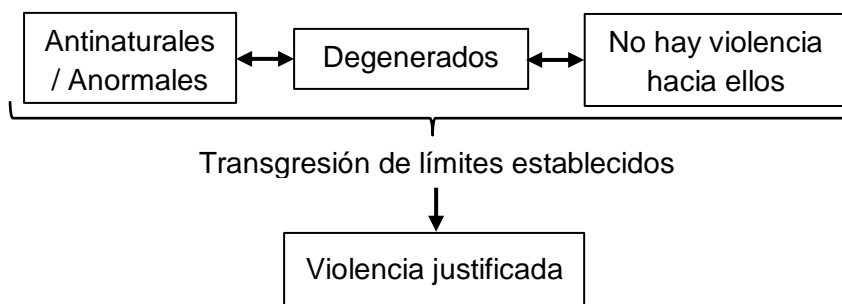 Antinaturales
/ Anormales
Degenerados
No hay violencia
hacia ellos
Transgresión de límites establecidos
Violencia justificada